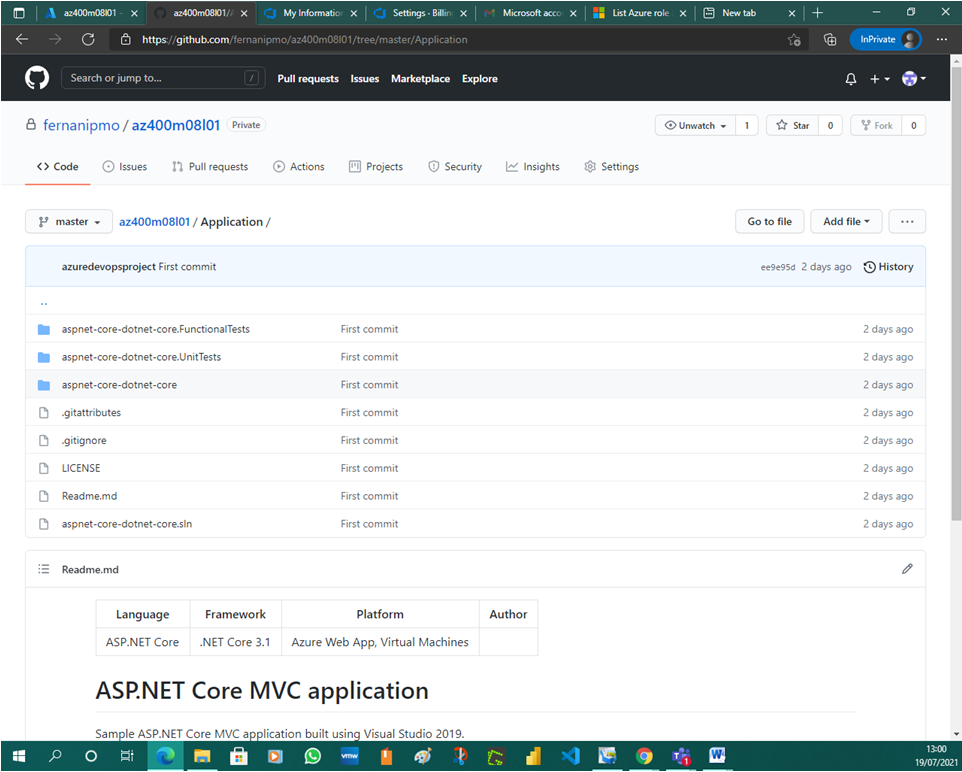 az400m08l01 -
az400m08l01/A
My Information
Settings - Billing
Microsoft acco
List Azure role
New tab
https://github.com/fernanipmo/az400m08l01/tree/master/Application
InPrivate
Search or jump to...
/
Pull requests
Issues
Marketplace
Explore
fernanipmo / az400m08l01
Private
Unwatch
1
Star
0
Fork
0
Code
Issues
Pull requests
Actions
Projects
Security
Insights
Settings
master
az400m08l01 / Application /
Go to file
Add file
azuredevopsproject First commit
ee9e95d 2 days ago
History
..
aspnet-core-dotnet-core.FunctionalTests First commit 2 days ago
aspnet-core-dotnet-core.UnitTests First commit 2 days ago
aspnet-core-dotnet-core First commit 2 days ago
.gitattributes First commit 2 days ago
.gitignore First commit 2 days ago
LICENSE First commit 2 days ago
Readme.md First commit 2 days ago
aspnet-core-dotnet-core.sln First commit 2 days ago
Readme.md
Language Framework Platform Author
ASP.NET Core .NET Core 3.1 Azure Web App, Virtual Machines
ASP.NET Core MVC application
Sample ASP.NET Core MVC application built using Visual Studio 2019.
vmw
13:00
19/07/2021